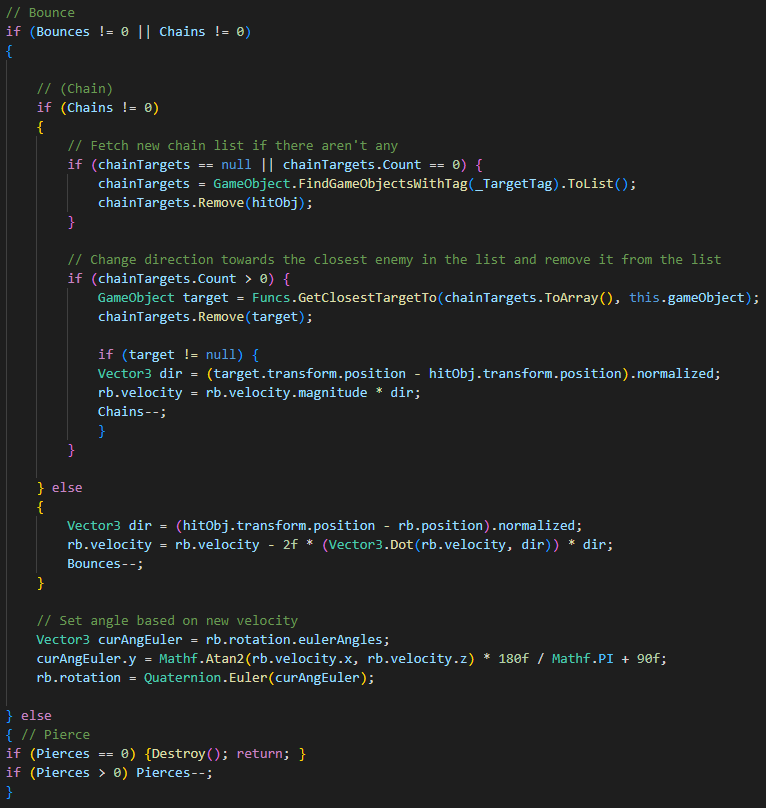 // Bounce
if (Bounces != 0 || Chains != 0)
{
// (Chain)
if (Chains != 0)
{
// Fetch new chain list if there aren't any
if (chainTargets == null || chainTargets.Count == 0) {
chainTargets = GameObject.FindGameObjectsWithTag(_TargetTag).ToList();
chainTargets.Remove(hitObj);
}
// Change direction towards the closest enemy in the list and remove it from the list
if (chainTargets.Count > 0) {
GameObject target = Funcs.GetClosestTargetTo(chainTargets.ToArray(), this.gameObject);
chainTargets.Remove(target);
if (target != null) {
Vector3 dir = (target.transform.position - hitObj.transform.position).normalized;
rb.velocity = rb.velocity.magnitude * dir;
Chains--;
}
}
} else
{
Vector3 dir = (hitObj.transform.position - rb.position).normalized;
rb.velocity = rb.velocity - 2f * (Vector3.Dot(rb.velocity, dir)) * dir;
Bounces--;
}
// Set angle based on new velocity
Vector3 curAngEuler = rb.rotation.eulerAngles;
curAngEuler.y = Mathf.Atan2(rb.velocity.x, rb.velocity.z) * 180f / Mathf.PI + 90f;
rb.rotation = Quaternion.Euler(curAngEuler);
} else
{ // Pierce
if (Pierces == 0) {Destroy(); return; }
if (Pierces > 0) Pierces--;
}